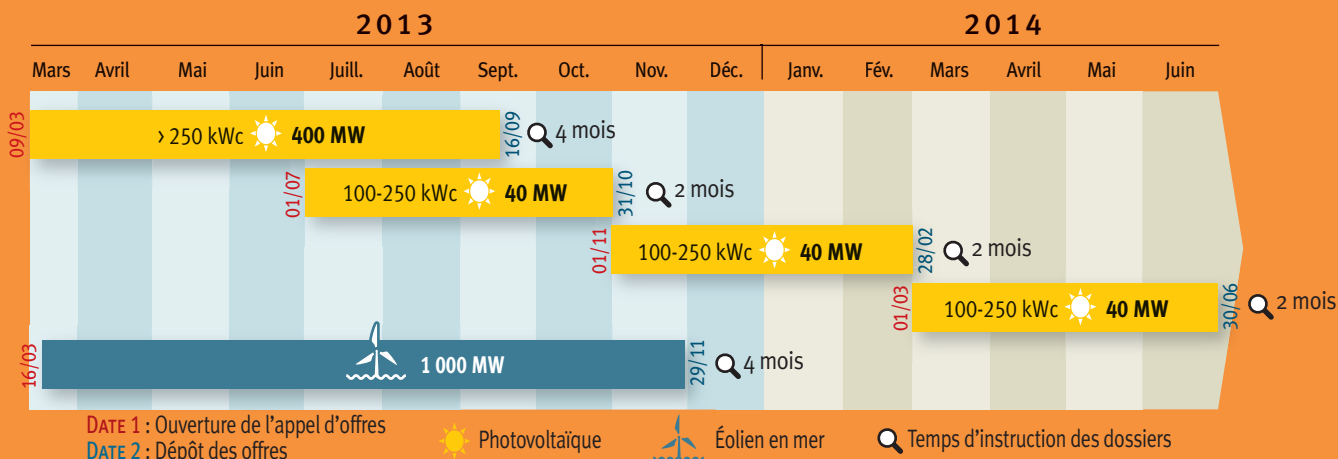 2013 2014
Mars Avril Mai Juin Juill. Août Sept. Oct. Nov. Déc. Janv. Fév. Mars Avril Mai Juin
09/03 > 250 kWc 400 MW 16/09 4 mois
01/07 100-250 kWc 40 MW 31/10 2 mois
01/11 100-250 kWc 40 MW 28/02 2 mois
01/03 100-250 kWc 40 MW 30/06 2 mois
16/03 1 000 MW 29/11 4 mois
DATE 1 : Ouverture de l'appel d'offres
DATE 2 : Dépôt des offres
Photovoltaïque Éolien en mer Temps d'instruction des dossiers